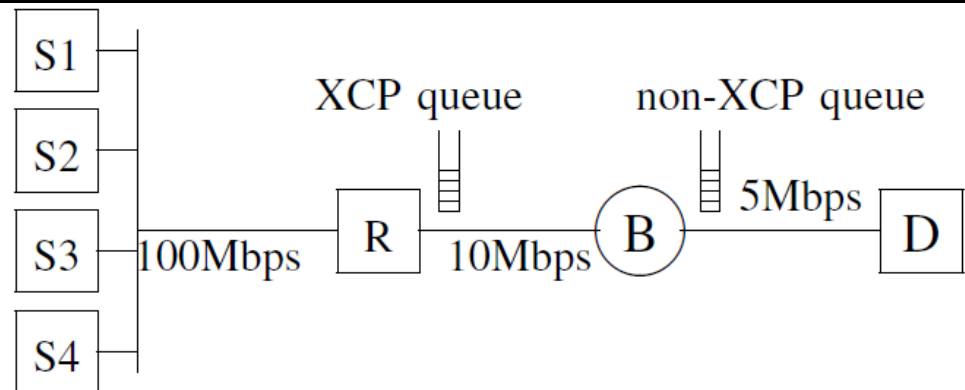 S1
XCP queue
non-XCP queue
S2
5Mbps
S3
100Mbps
R
10Mbps
B
D
S4